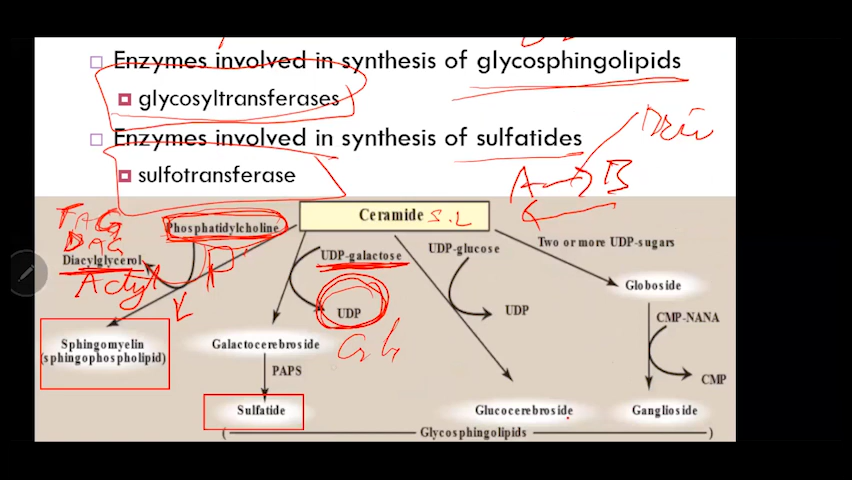 Enzymes involved in synthesis of glycosphingolipids
glycosyltransferases
Enzymes involved in synthesis of sulfatides
sulfotransferase
A → B
TAG
DAG
Phosphatidylcholine
Ceramide S.L
Diacylglycerol
Acyl
P
UDP-galactose
UDP-glucose
Two or more UDP-sugars
UDP
UDP
Globoside
CMP-NANA
CMP
Sphingomyelin
(sphingophospholipid)
Galactocerebroside
PAPS
Sulfatide
Glucocerebroside
Ganglioside
( Glycosphingolipids )